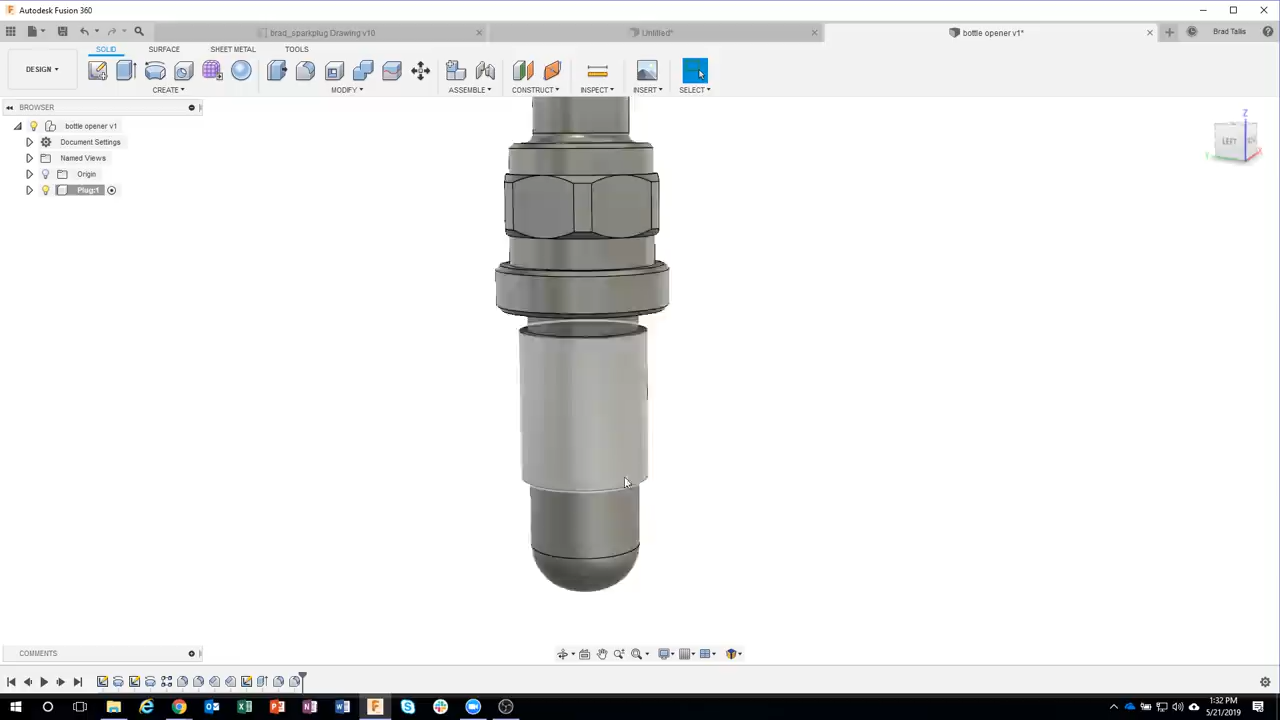 Autodesk Fusion 360
brad_sparkplug Drawing v10
Untitled*
bottle opener v1*
Brad Tallis
SOLID SURFACE SHEET METAL TOOLS
DESIGN
CREATE MODIFY ASSEMBLE CONSTRUCT INSPECT INSERT SELECT
BROWSER
bottle opener v1
Document Settings
Named Views
Origin
Plug:1
Z
LEFT
COMMENTS
1:32 PM
5/21/2019